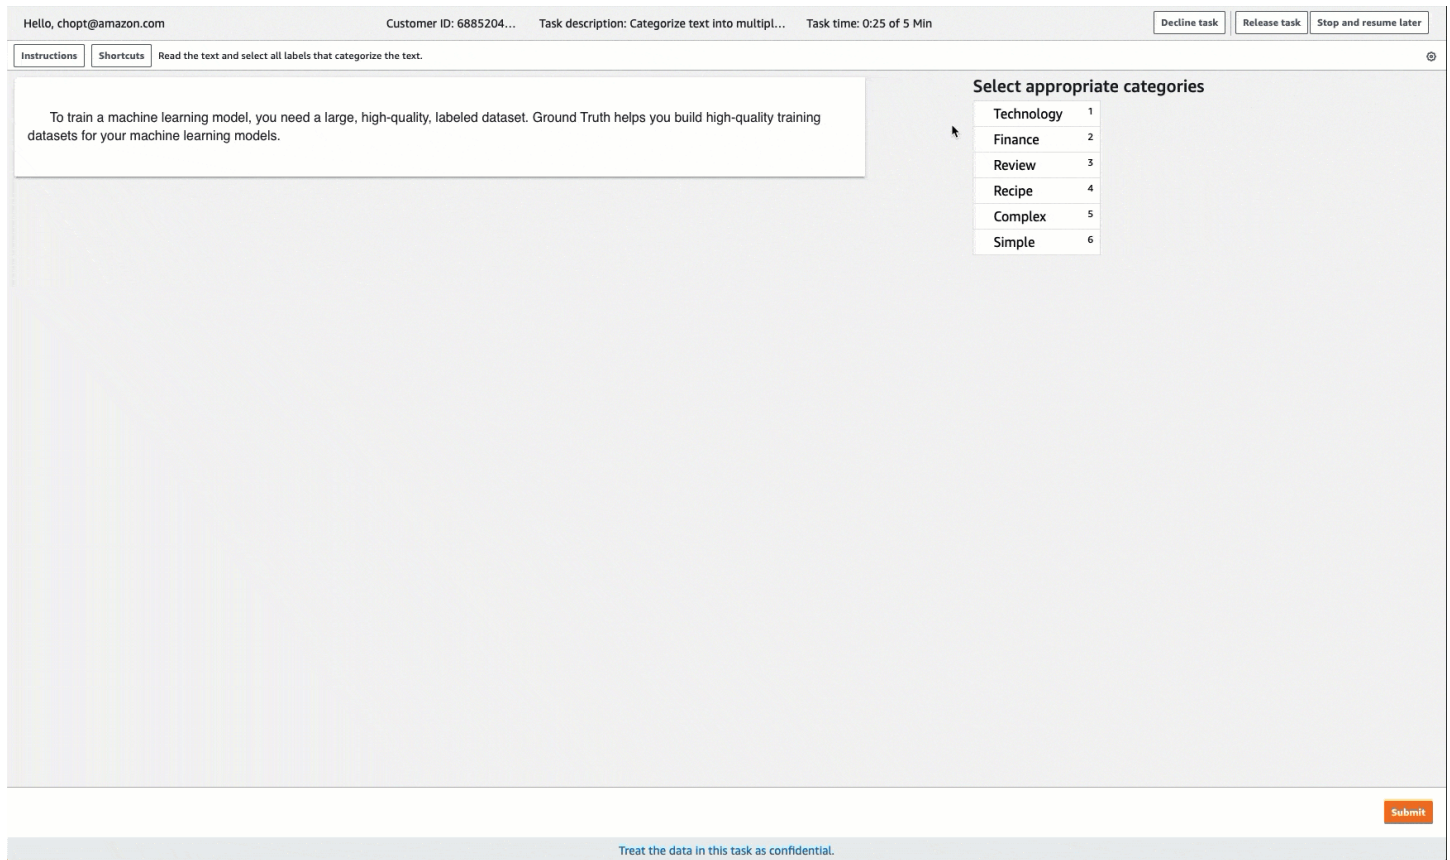 Hello, chopt@amazon.com Customer ID: 6885204... Task description: Categorize text into multipl... Task time: 0:25 of 5 Min Decline task Release task Stop and resume later
Instructions Shortcuts Read the text and select all labels that categorize the text.
To train a machine learning model, you need a large, high-quality, labeled dataset. Ground Truth helps you build high-quality training
datasets for your machine learning models.
Select appropriate categories
Technology 1
Finance 2
Review 3
Recipe 4
Complex 5
Simple 6
Submit
Treat the data in this task as confidential.